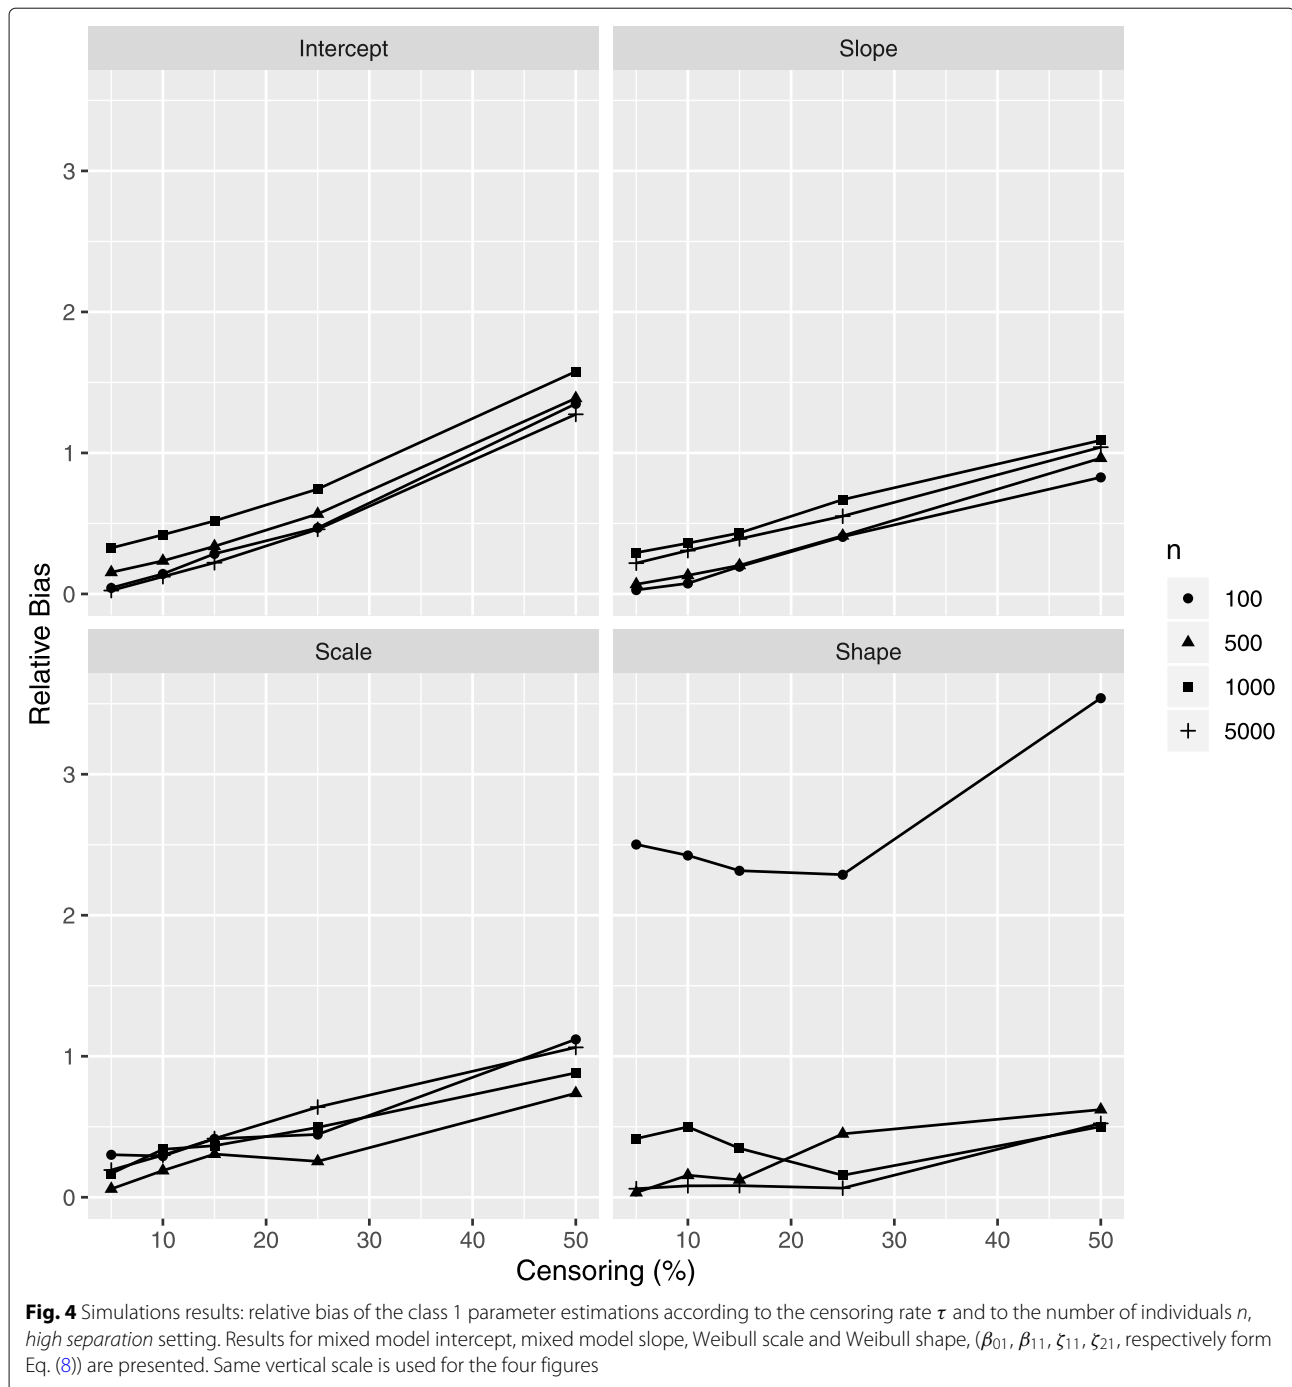 Intercept
Slope
3
2
1
0
Scale
Shape
3
2
1
0
10 20 30 40 50
10 20 30 40 50
Relative Bias
Censoring (%)
n
100
500
1000
5000
Fig. 4 Simulations results: relative bias of the class 1 parameter estimations according to the censoring rate τ and to the number of individuals n,
high separation setting. Results for mixed model intercept, mixed model slope, Weibull scale and Weibull shape, (β01, β11, ζ11, ζ21, respectively form
Eq. (8)) are presented. Same vertical scale is used for the four figures